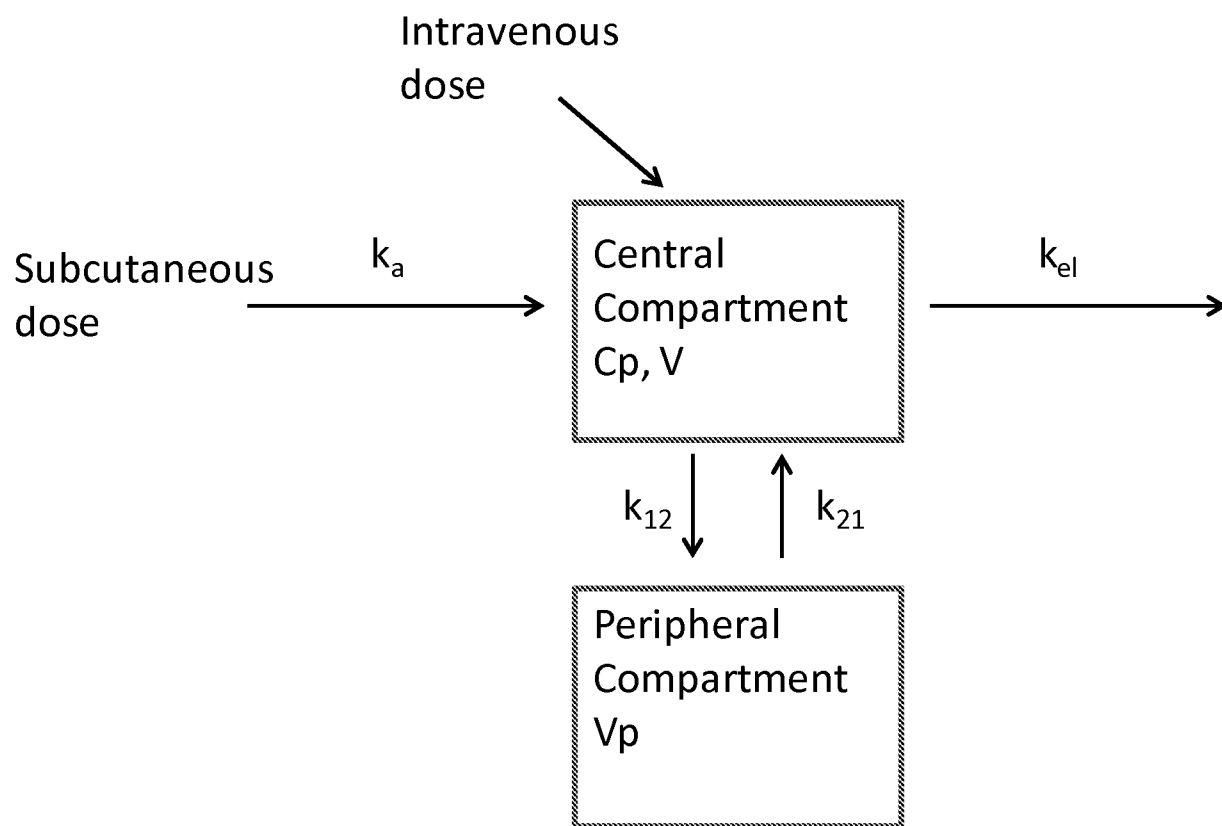 Intravenous
dose
Subcutaneous
dose
kₐ
Central
Compartment
Cp, V
kₑₗ
k₁₂
k₂₁
Peripheral
Compartment
Vp